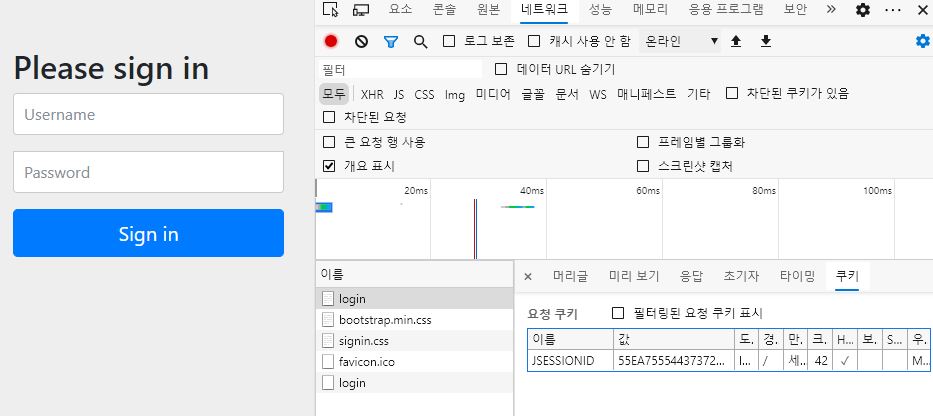 Please sign in
Username
Password
Sign in
요소 콘솔 원본 네트워크 성능 메모리 응용 프로그램 보안
로그 보존 캐시 사용 안 함 온라인
필터 데이터 URL 숨기기
모두 XHR JS CSS Img 미디어 글꼴 문서 WS 매니페스트 기타 차단된 쿠키가 있음
차단된 요청
큰 요청 행 사용 프레임별 그룹화
개요 표시 스크린샷 캡처
20ms 40ms 60ms 80ms 100ms
이름
login
bootstrap.min.css
signin.css
favicon.ico
login
머리글 미리 보기 응답 초기자 타이밍 쿠키
요청 쿠키 필터링된 요청 쿠키 표시
이름 값 도.. 경.. 만.. 크.. H... 보.. S... 우..
JSESSIONID 55EA75554437372... l... / 세.. 42 ✓ M...